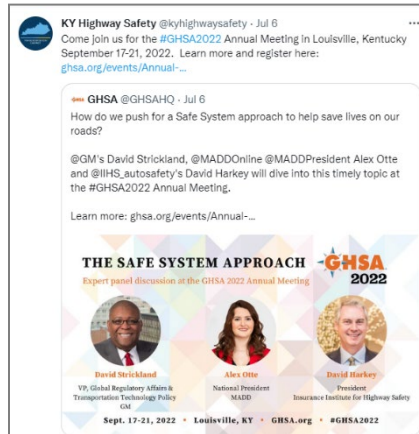 KY Highway Safety @kyhighwaysafety · Jul 6
Come join us for the #GHSA2022 Annual Meeting in Louisville, Kentucky
September 17-21, 2022. Learn more and register here:
ghsa.org/events/Annual-...
GHSA @GHSAHQ · Jul 6
How do we push for a Safe System approach to help save lives on our
roads?
@GM's David Strickland, @MADDOnline @MADDPresident Alex Otte
and @IIHS_autosafety's David Harkey will dive into this timely topic at
the #GHSA2022 Annual Meeting.
Learn more: ghsa.org/events/Annual-...
THE SAFE SYSTEM APPROACH
Expert panel discussion at the GHSA 2022 Annual Meeting
GHSA
2022
David Strickland
VP, Global Regulatory Affairs &
Transportation Technology Policy
GM
Alex Otte
National President
MADD
David Harkey
President
Insurance Institute for Highway Safety
Sept. 17-21, 2022 • Louisville, KY • GHSA.org • #GHSA2022